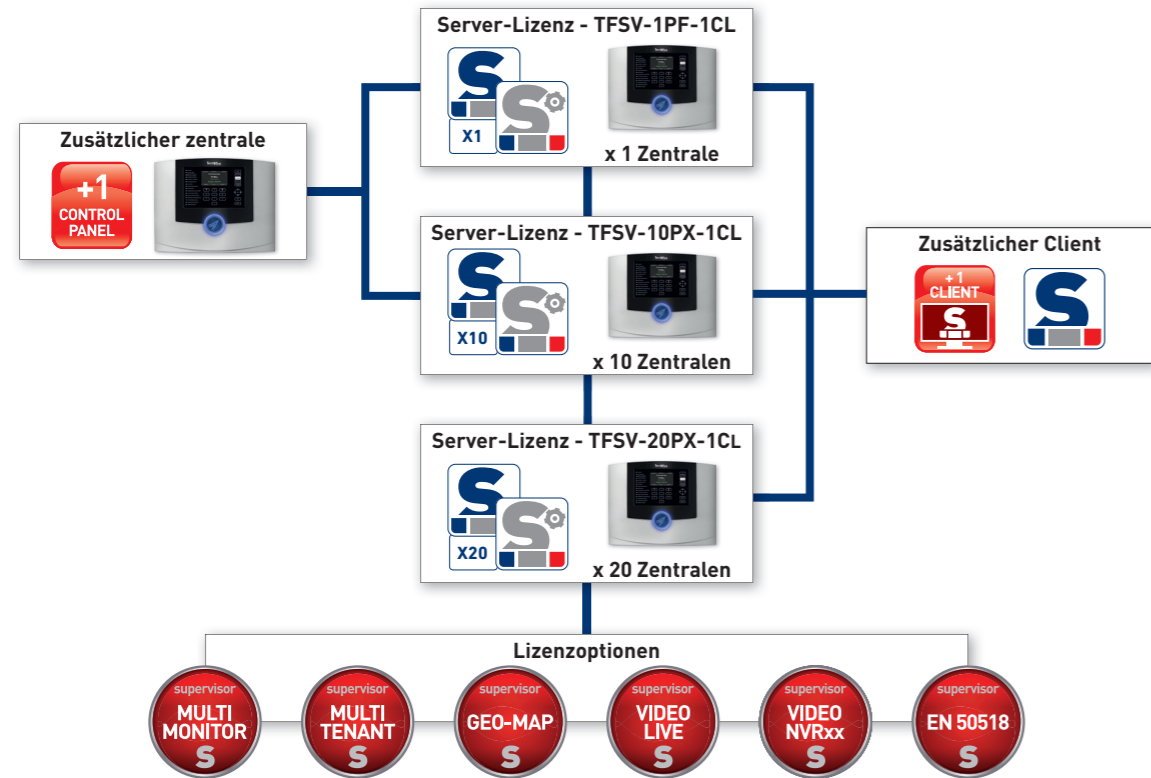 Server-Lizenz - TFSV-1PF-1CL
S
X1
S
x 1 Zentrale
Zusätzlicher zentrale
+1
CONTROL
PANEL
Server-Lizenz - TFSV-10PX-1CL
S
X10
S
x 10 Zentralen
Zusätzlicher Client
+1
CLIENT
S
S
Server-Lizenz - TFSV-20PX-1CL
S
X20
S
x 20 Zentralen
Lizenzoptionen
supervisor
MULTI
MONITOR
S
supervisor
MULTI
TENANT
S
supervisor
GEO-MAP
S
supervisor
VIDEO
LIVE
S
supervisor
VIDEO
NVRxx
S
supervisor
EN 50518
S